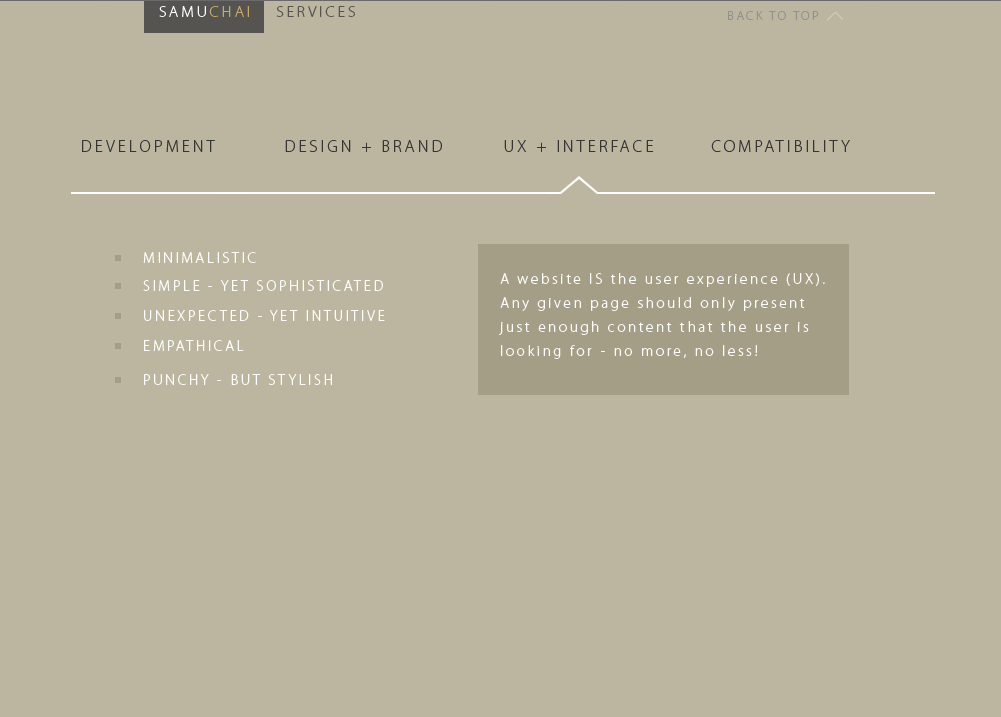 SAMUCHAI SERVICES
BACK TO TOP
DEVELOPMENT DESIGN + BRAND UX + INTERFACE COMPATIBILITY
MINIMALISTIC
SIMPLE - YET SOPHISTICATED
UNEXPECTED - YET INTUITIVE
EMPATHICAL
PUNCHY - BUT STYLISH
A website IS the user experience (UX).
Any given page should only present
just enough content that the user is
looking for - no more, no less!